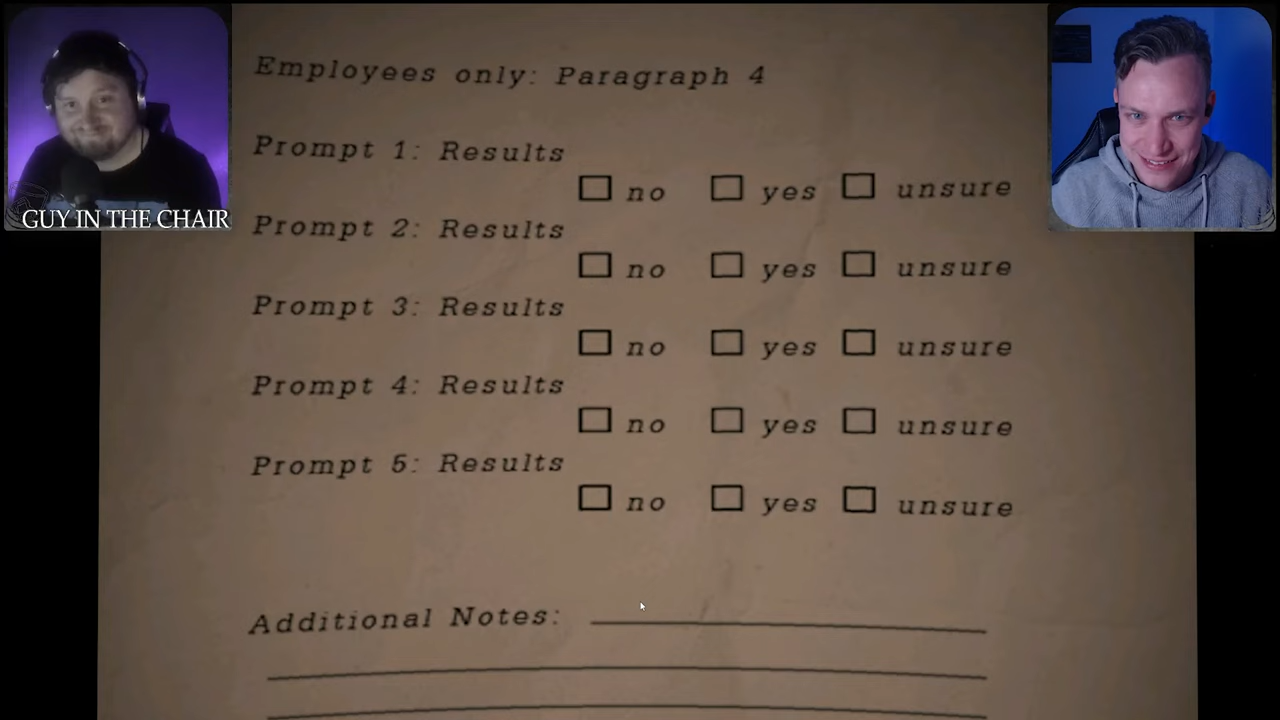 Employees only: Paragraph 4
Prompt 1: Results
no yes unsure
Prompt 2: Results
no yes unsure
Prompt 3: Results
no yes unsure
Prompt 4: Results
no yes unsure
Prompt 5: Results
no yes unsure
Additional Notes:
GUY IN THE CHAIR